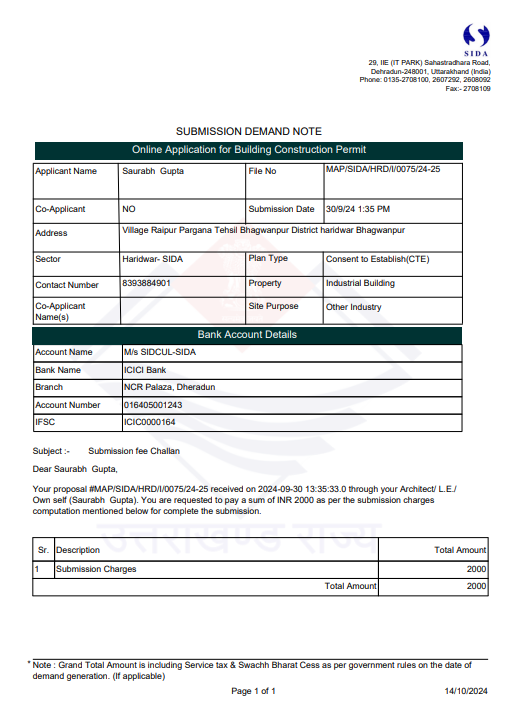 SIDA
29, IIE (IT PARK) Sahastradhara Road,
Dehradun-248001, Uttarakhand (India)
Phone: 0135-2708100, 2607292, 2608092
Fax:- 2708109
SUBMISSION DEMAND NOTE
Online Application for Building Construction Permit
Applicant Name Saurabh Gupta File No MAP/SIDA/HRD/I/0075/24-25
Co-Applicant NO Submission Date 30/9/24 1:35 PM
Address Village Raipur Pargana Tehsil Bhagwanpur District haridwar Bhagwanpur
Sector Haridwar- SIDA Plan Type Consent to Establish(CTE)
Contact Number 8393884901 Property Industrial Building
Co-Applicant Name(s) Site Purpose Other Industry
Bank Account Details
Account Name M/s SIDCUL-SIDA
Bank Name ICICI Bank
Branch NCR Palaza, Dheradun
Account Number 016405001243
IFSC ICIC0000164
Subject :- Submission fee Challan
Dear Saurabh Gupta,
Your proposal #MAP/SIDA/HRD/I/0075/24-25 received on 2024-09-30 13:35:33.0 through your Architect/ L.E./
Own self (Saurabh Gupta). You are requested to pay a sum of INR 2000 as per the submission charges
computation mentioned below for complete the submission.
उत्तराखण्ड राज्य
Sr. Description Total Amount
1 Submission Charges 2000
Total Amount 2000
* Note : Grand Total Amount is including Service tax & Swachh Bharat Cess as per government rules on the date of
demand generation. (If applicable)
Page 1 of 1 14/10/2024